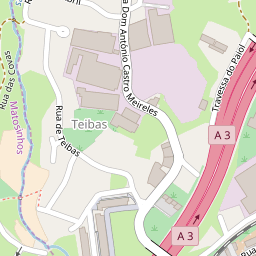 Rua das Covas
Matosinhos
Rua de Teibas
Teibas
Rua Dom António Castro Meireles
Travessa do Paiol
A 3
A 3